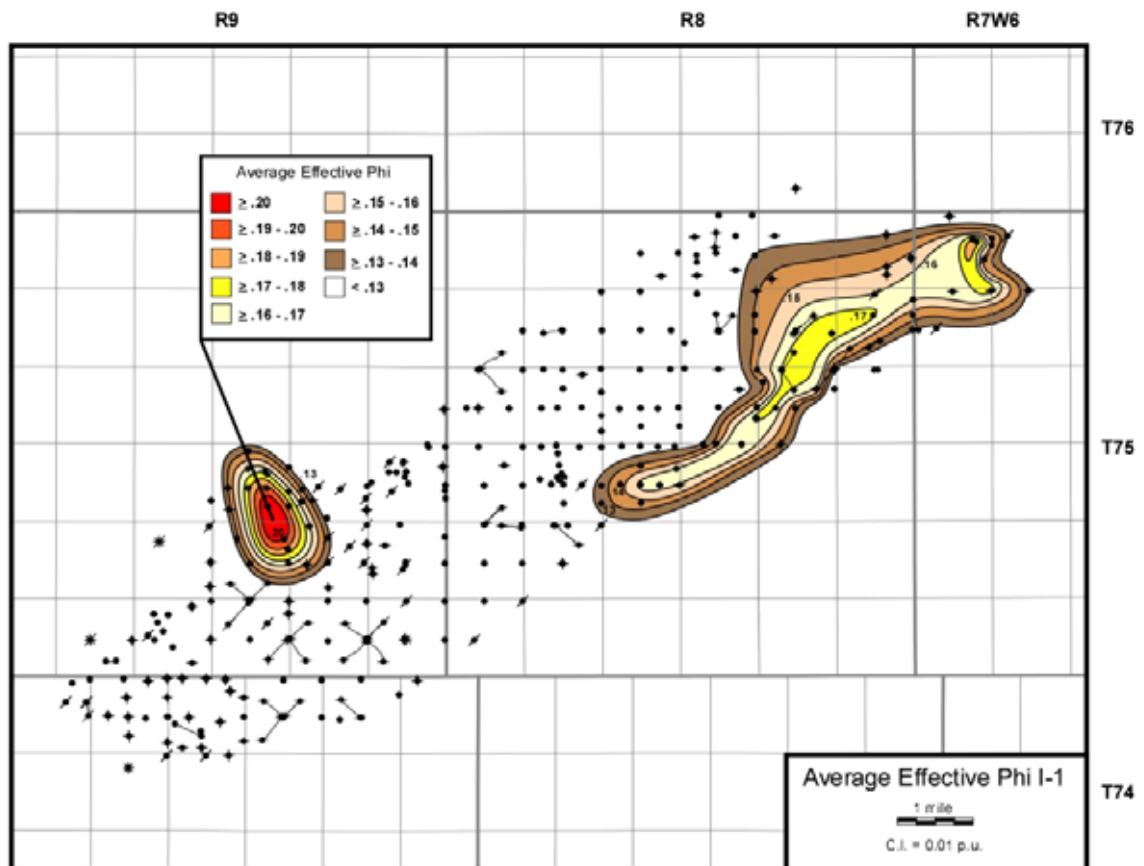 R9 R8 R7W6
T76
Average Effective Phi
≥ .20 ≥ .15 - .16
≥ .19 - .20 ≥ .14 - .15
≥ .18 - .19 ≥ .13 - .14
≥ .17 - .18 < .13
≥ .16 - .17
.16
.15
.17
T75
.13
.20
Average Effective Phi I-1
1 mile
C.I. = 0.01 p.u.
T74